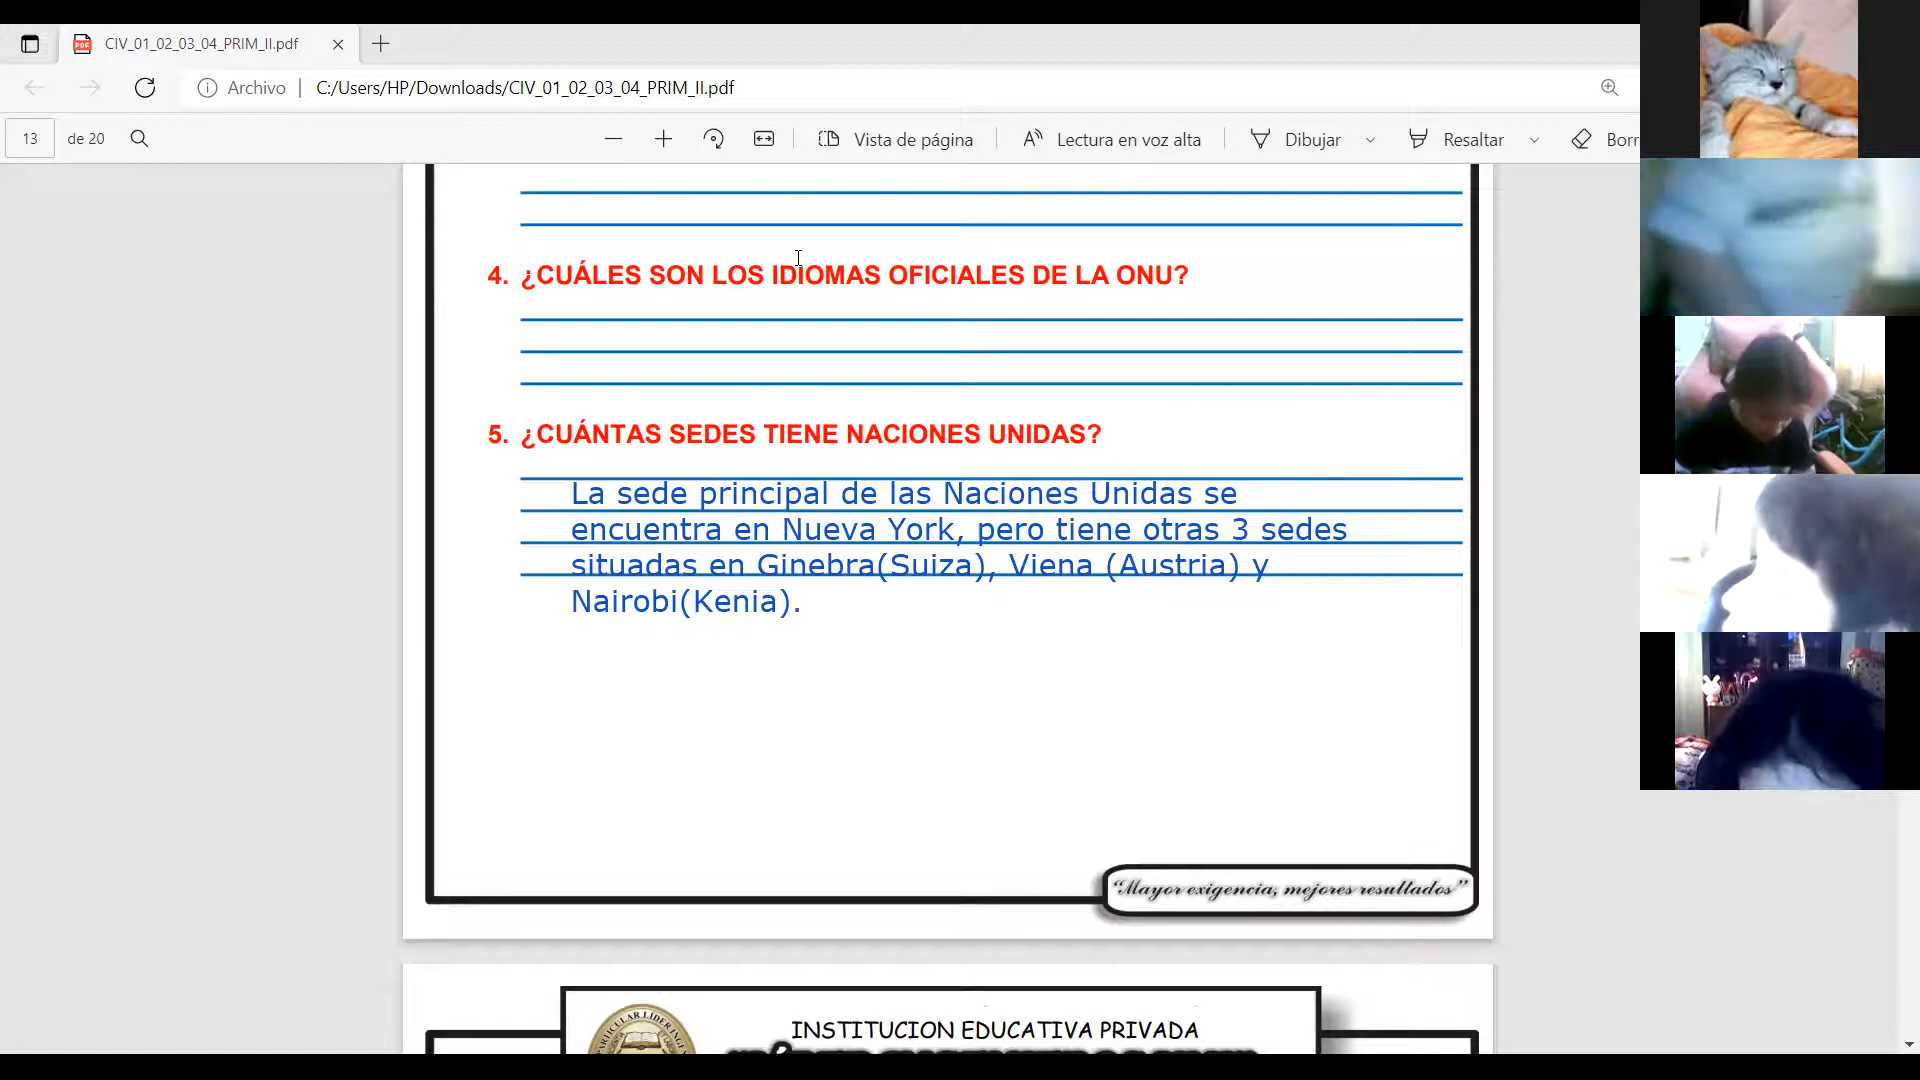 CIV_01_02_03_04_PRIM_II.pdf
Archivo | C:/Users/HP/Downloads/CIV_01_02_03_04_PRIM_II.pdf
13 de 20 Vista de página Lectura en voz alta Dibujar Resaltar Borr
4. ¿CUÁLES SON LOS IDIOMAS OFICIALES DE LA ONU?
5. ¿CUÁNTAS SEDES TIENE NACIONES UNIDAS?
La sede principal de las Naciones Unidas se
encuentra en Nueva York, pero tiene otras 3 sedes
situadas en Ginebra(Suiza), Viena (Austria) y
Nairobi(Kenia).
"Mayor exigencia, mejores resultados"
INSTITUCION EDUCATIVA PRIVADA